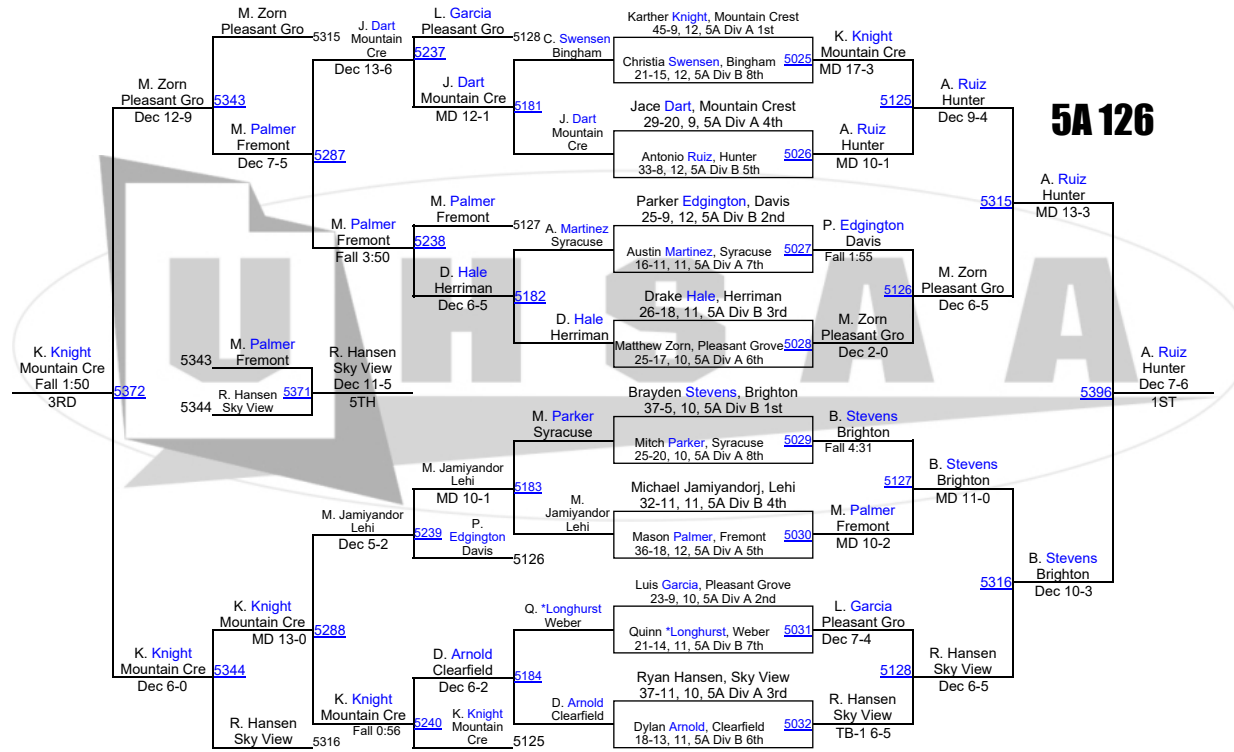 5A 126
M. Zorn
Pleasant Gro
5315
M. Zorn
Pleasant Gro
Dec 12-9
5343
M. Palmer
Fremont
Dec 7-5
5287
J. Dart
Mountain
Cre
Dec 13-6
L. Garcia
Pleasant Gro
5128
5237
J. Dart
Mountain Cre
MD 12-1
5181
C. Swensen
Bingham
J. Dart
Mountain
Cre
Karther Knight, Mountain Crest
45-9, 12, 5A Div A 1st
Christia Swensen, Bingham
21-15, 12, 5A Div B 8th
5025
K. Knight
Mountain Cre
MD 17-3
Jace Dart, Mountain Crest
29-20, 9, 5A Div A 4th
Antonio Ruiz, Hunter
33-8, 12, 5A Div B 5th
5026
A. Ruiz
Hunter
MD 10-1
5125
A. Ruiz
Hunter
Dec 9-4
M. Palmer
Fremont
Fall 3:50
M. Palmer
Fremont
5127
5238
D. Hale
Herriman
Dec 6-5
5182
A. Martinez
Syracuse
D. Hale
Herriman
Parker Edgington, Davis
25-9, 12, 5A Div B 2nd
Austin Martinez, Syracuse
16-11, 11, 5A Div A 7th
5027
P. Edgington
Davis
Fall 1:55
Drake Hale, Herriman
26-18, 11, 5A Div B 3rd
Matthew Zorn, Pleasant Grove
25-17, 10, 5A Div A 6th
5028
M. Zorn
Pleasant Gro
Dec 2-0
5126
M. Zorn
Pleasant Gro
Dec 6-5
5315
A. Ruiz
Hunter
MD 13-3
UHSAA
K. Knight
Mountain Cre
Fall 1:50
3RD
5372
5343
M. Palmer
Fremont
5344
R. Hansen
Sky View
5371
R. Hansen
Sky View
Dec 11-5
5TH
5396
A. Ruiz
Hunter
Dec 7-6
1ST
M. Parker
Syracuse
M. Jamiyandor
Lehi
MD 10-1
5183
M.
Jamiyandor
Lehi
Brayden Stevens, Brighton
37-5, 10, 5A Div B 1st
Mitch Parker, Syracuse
25-20, 10, 5A Div A 8th
5029
B. Stevens
Brighton
Fall 4:31
Michael Jamiyandorj, Lehi
32-11, 11, 5A Div B 4th
Mason Palmer, Fremont
36-18, 12, 5A Div A 5th
5030
M. Palmer
Fremont
MD 10-2
5127
B. Stevens
Brighton
MD 11-0
M. Jamiyandor
Lehi
Dec 5-2
5239
P.
Edgington
Davis
5126
5316
B. Stevens
Brighton
Dec 10-3
K. Knight
Mountain Cre
MD 13-0
5288
K. Knight
Mountain Cre
Dec 6-0
5344
R. Hansen
Sky View
5316
K. Knight
Mountain Cre
Fall 0:56
D. Arnold
Clearfield
Dec 6-2
5240
K. Knight
Mountain
Cre
5125
5184
Q. *Longhurst
Weber
D. Arnold
Clearfield
Luis Garcia, Pleasant Grove
23-9, 10, 5A Div A 2nd
Quinn *Longhurst, Weber
21-14, 11, 5A Div B 7th
5031
L. Garcia
Pleasant Gro
Dec 7-4
Ryan Hansen, Sky View
37-11, 10, 5A Div A 3rd
Dylan Arnold, Clearfield
18-13, 11, 5A Div B 6th
5032
R. Hansen
Sky View
TB-1 6-5
5128
R. Hansen
Sky View
Dec 6-5